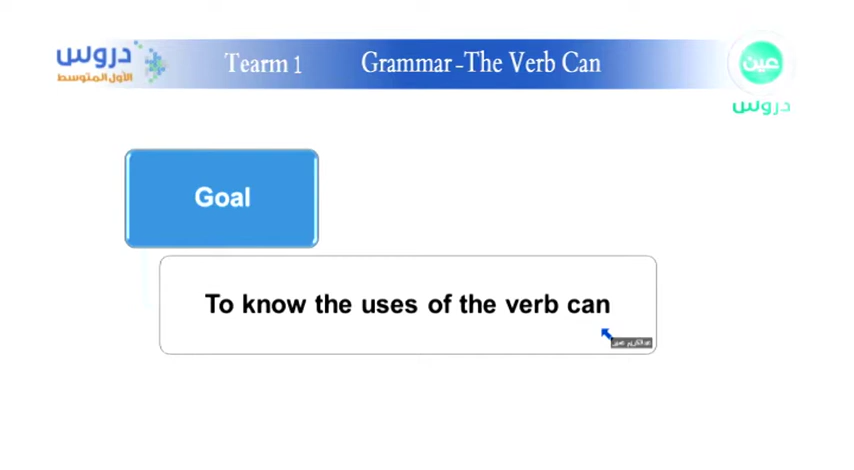 دروس
الأول المتوسط
Tearm 1
Grammar-The Verb Can
عين
دروس
Goal
To know the uses of the verb can